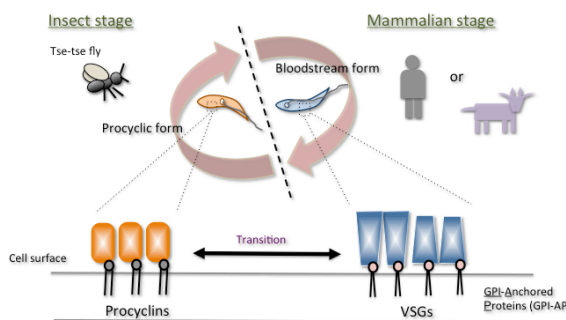 Insect stage
Mammalian stage
Tse-tse fly
Bloodstream form
or
Procyclic form
Transition
Cell surface
GPI-Anchored
Proteins (GPI-AP
Procyclins
VSGs